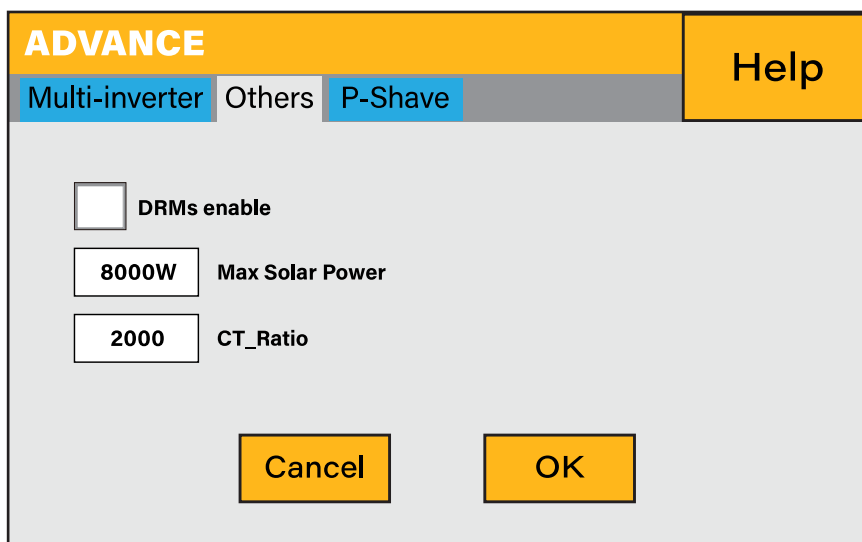 ADVANCE
Help
Multi-inverter Others P-Shave
DRMs enable
8000W Max Solar Power
2000 CT_Ratio
Cancel OK